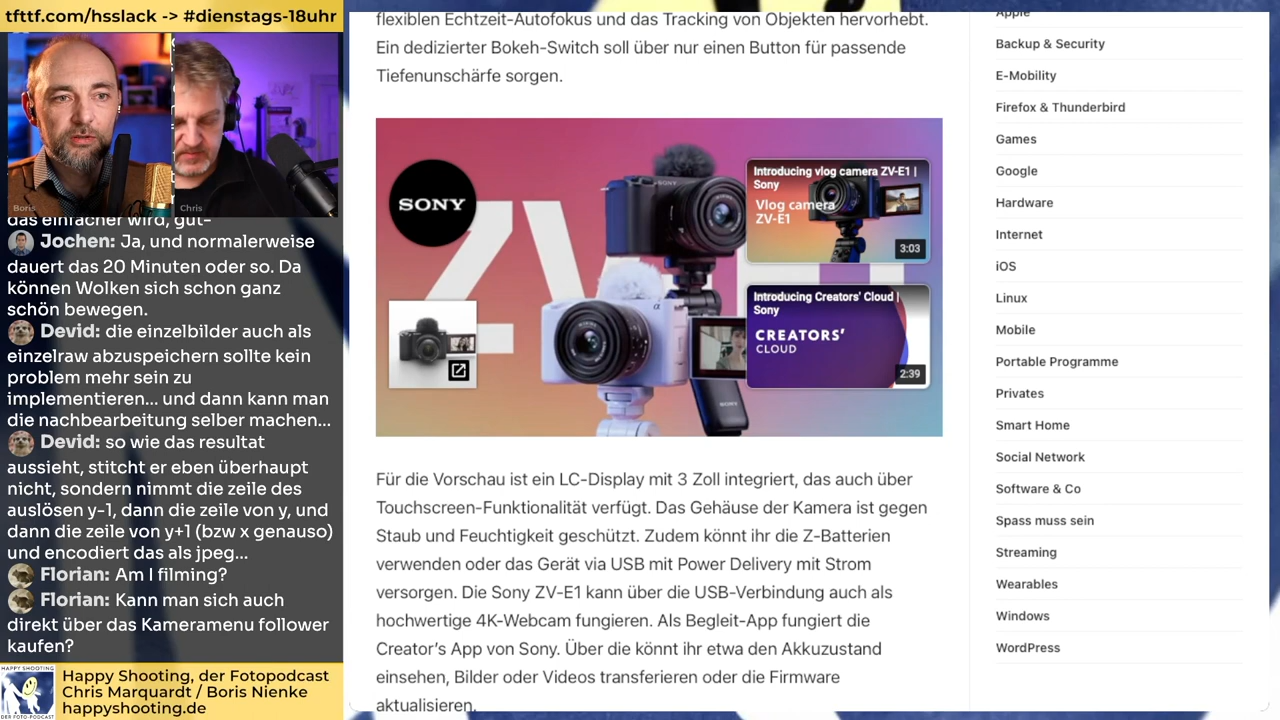 tfttf.com/hsslack -> #dienstags-18uhr
Boris
Chris
das einfacher wird, gut-
Jochen: Ja, und normalerweise
dauert das 20 Minuten oder so. Da
können Wolken sich schon ganz
schön bewegen.
Devid: die einzelbilder auch als
einzelraw abzuspeichern sollte kein
problem mehr sein zu
implementieren... und dann kann man
die nachbearbeitung selber machen...
Devid: so wie das resultat
aussieht, stitcht er eben überhaupt
nicht, sondern nimmt die zeile des
auslösen y-1, dann die zeile von y, und
dann die zeile von y+1 (bzw x genauso)
und encodiert das als jpeg...
Florian: Am I filming?
Florian: Kann man sich auch
direkt über das Kameramenu follower
kaufen?
HAPPY SHOOTING
DER FOTO-PODCAST
Happy Shooting, der Fotopodcast
Chris Marquardt / Boris Nienke
happyshooting.de
flexiblen Echtzeit-Autofokus und das Tracking von Objekten hervorhebt.
Ein dedizierter Bokeh-Switch soll über nur einen Button für passende
Tiefenunschärfe sorgen.
SONY
ZV
SONY
α
SONY
Introducing vlog camera ZV-E1 |
Sony
Vlog camera
ZV-E1
3:03
Introducing Creators' Cloud |
Sony
CREATORS'
CLOUD
2:39
Für die Vorschau ist ein LC-Display mit 3 Zoll integriert, das auch über
Touchscreen-Funktionalität verfügt. Das Gehäuse der Kamera ist gegen
Staub und Feuchtigkeit geschützt. Zudem könnt ihr die Z-Batterien
verwenden oder das Gerät via USB mit Power Delivery mit Strom
versorgen. Die Sony ZV-E1 kann über die USB-Verbindung auch als
hochwertige 4K-Webcam fungieren. Als Begleit-App fungiert die
Creator's App von Sony. Über die könnt ihr etwa den Akkuzustand
einsehen, Bilder oder Videos transferieren oder die Firmware
aktualisieren.
Apple
Backup & Security
E-Mobility
Firefox & Thunderbird
Games
Google
Hardware
Internet
iOS
Linux
Mobile
Portable Programme
Privates
Smart Home
Social Network
Software & Co
Spass muss sein
Streaming
Wearables
Windows
WordPress